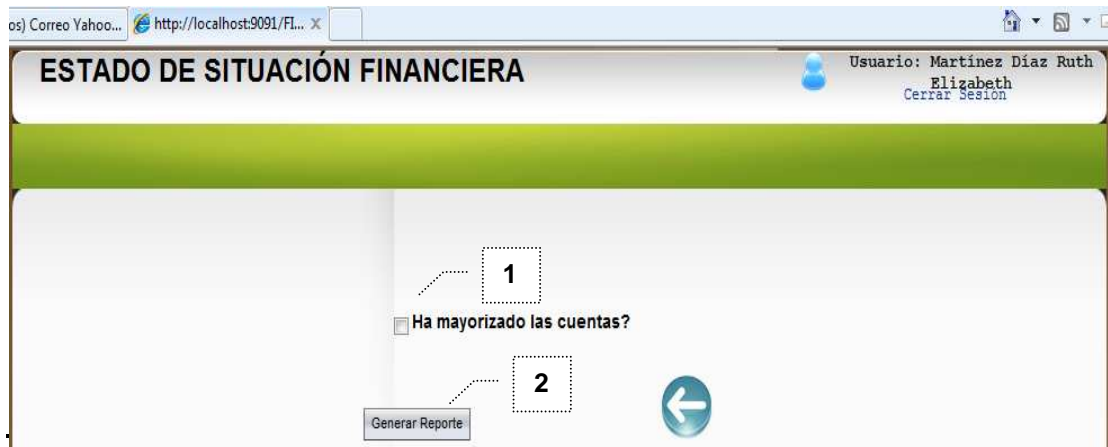 os) Correo Yahoo... http://localhost:9091/FI... X
ESTADO DE SITUACIÓN FINANCIERA
Usuario: Martínez Díaz Ruth
Elizabeth
Cerrar Sesión
1
Ha mayorizado las cuentas?
2
Generar Reporte